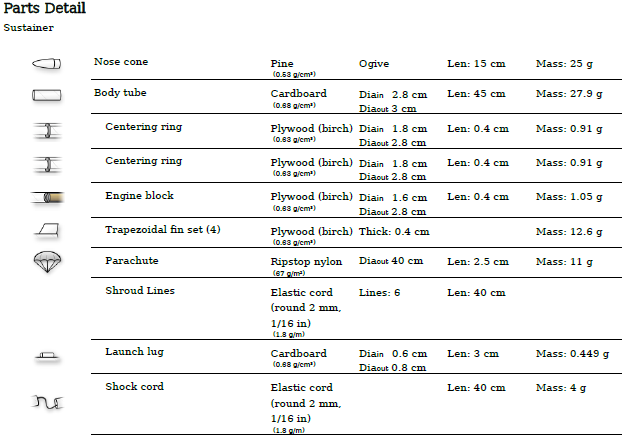 Parts Detail
Sustainer
Nose cone Pine Ogive Len: 15 cm Mass: 25 g
(0.53 g/cm³)
Body tube Cardboard Diain 2.8 cm Len: 45 cm Mass: 27.9 g
(0.68 g/cm³) Diaout 3 cm
Centering ring Plywood (birch) Diain 1.8 cm Len: 0.4 cm Mass: 0.91 g
(0.63 g/cm³) Diaout 2.8 cm
Centering ring Plywood (birch) Diain 1.8 cm Len: 0.4 cm Mass: 0.91 g
(0.63 g/cm³) Diaout 2.8 cm
Engine block Plywood (birch) Diain 1.6 cm Len: 0.4 cm Mass: 1.05 g
(0.63 g/cm³) Diaout 2.8 cm
Trapezoidal fin set (4) Plywood (birch) Thick: 0.4 cm Mass: 12.6 g
(0.63 g/cm³)
Parachute Ripstop nylon Diaout 40 cm Len: 2.5 cm Mass: 11 g
(67 g/m²)
Shroud Lines Elastic cord Lines: 6 Len: 40 cm
(round 2 mm,
1/16 in)
(1.8 g/m)
Launch lug Cardboard Diain 0.6 cm Len: 3 cm Mass: 0.449 g
(0.68 g/cm³) Diaout 0.8 cm
Shock cord Elastic cord Len: 40 cm Mass: 4 g
(round 2 mm,
1/16 in)
(1.8 g/m)